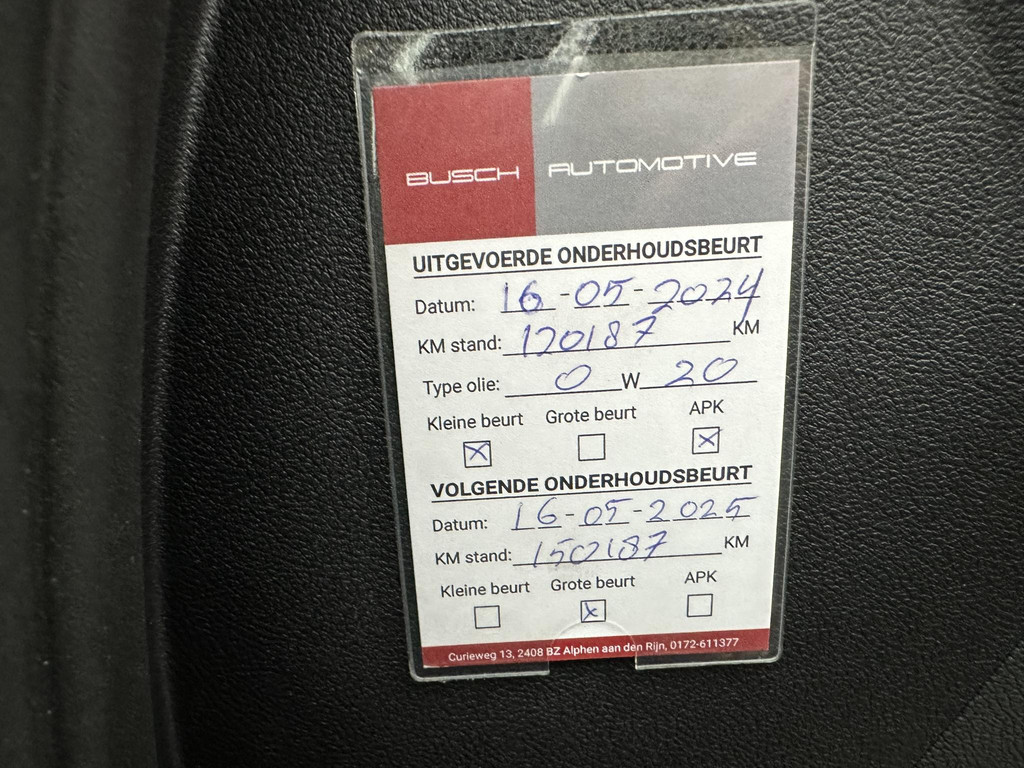 BUSCH AUTOMOTIVE
UITGEVOERDE ONDERHOUDSBEURT
Datum: 16-05-2024
KM stand: 120187 KM
Type olie: 0 W 20
Kleine beurt Grote beurt APK
VOLGENDE ONDERHOUDSBEURT
Datum: 16-05-2025
KM stand: 150187 KM
Kleine beurt Grote beurt APK
Curieweg 13, 2408 BZ Alphen aan den Rijn, 0172-611377